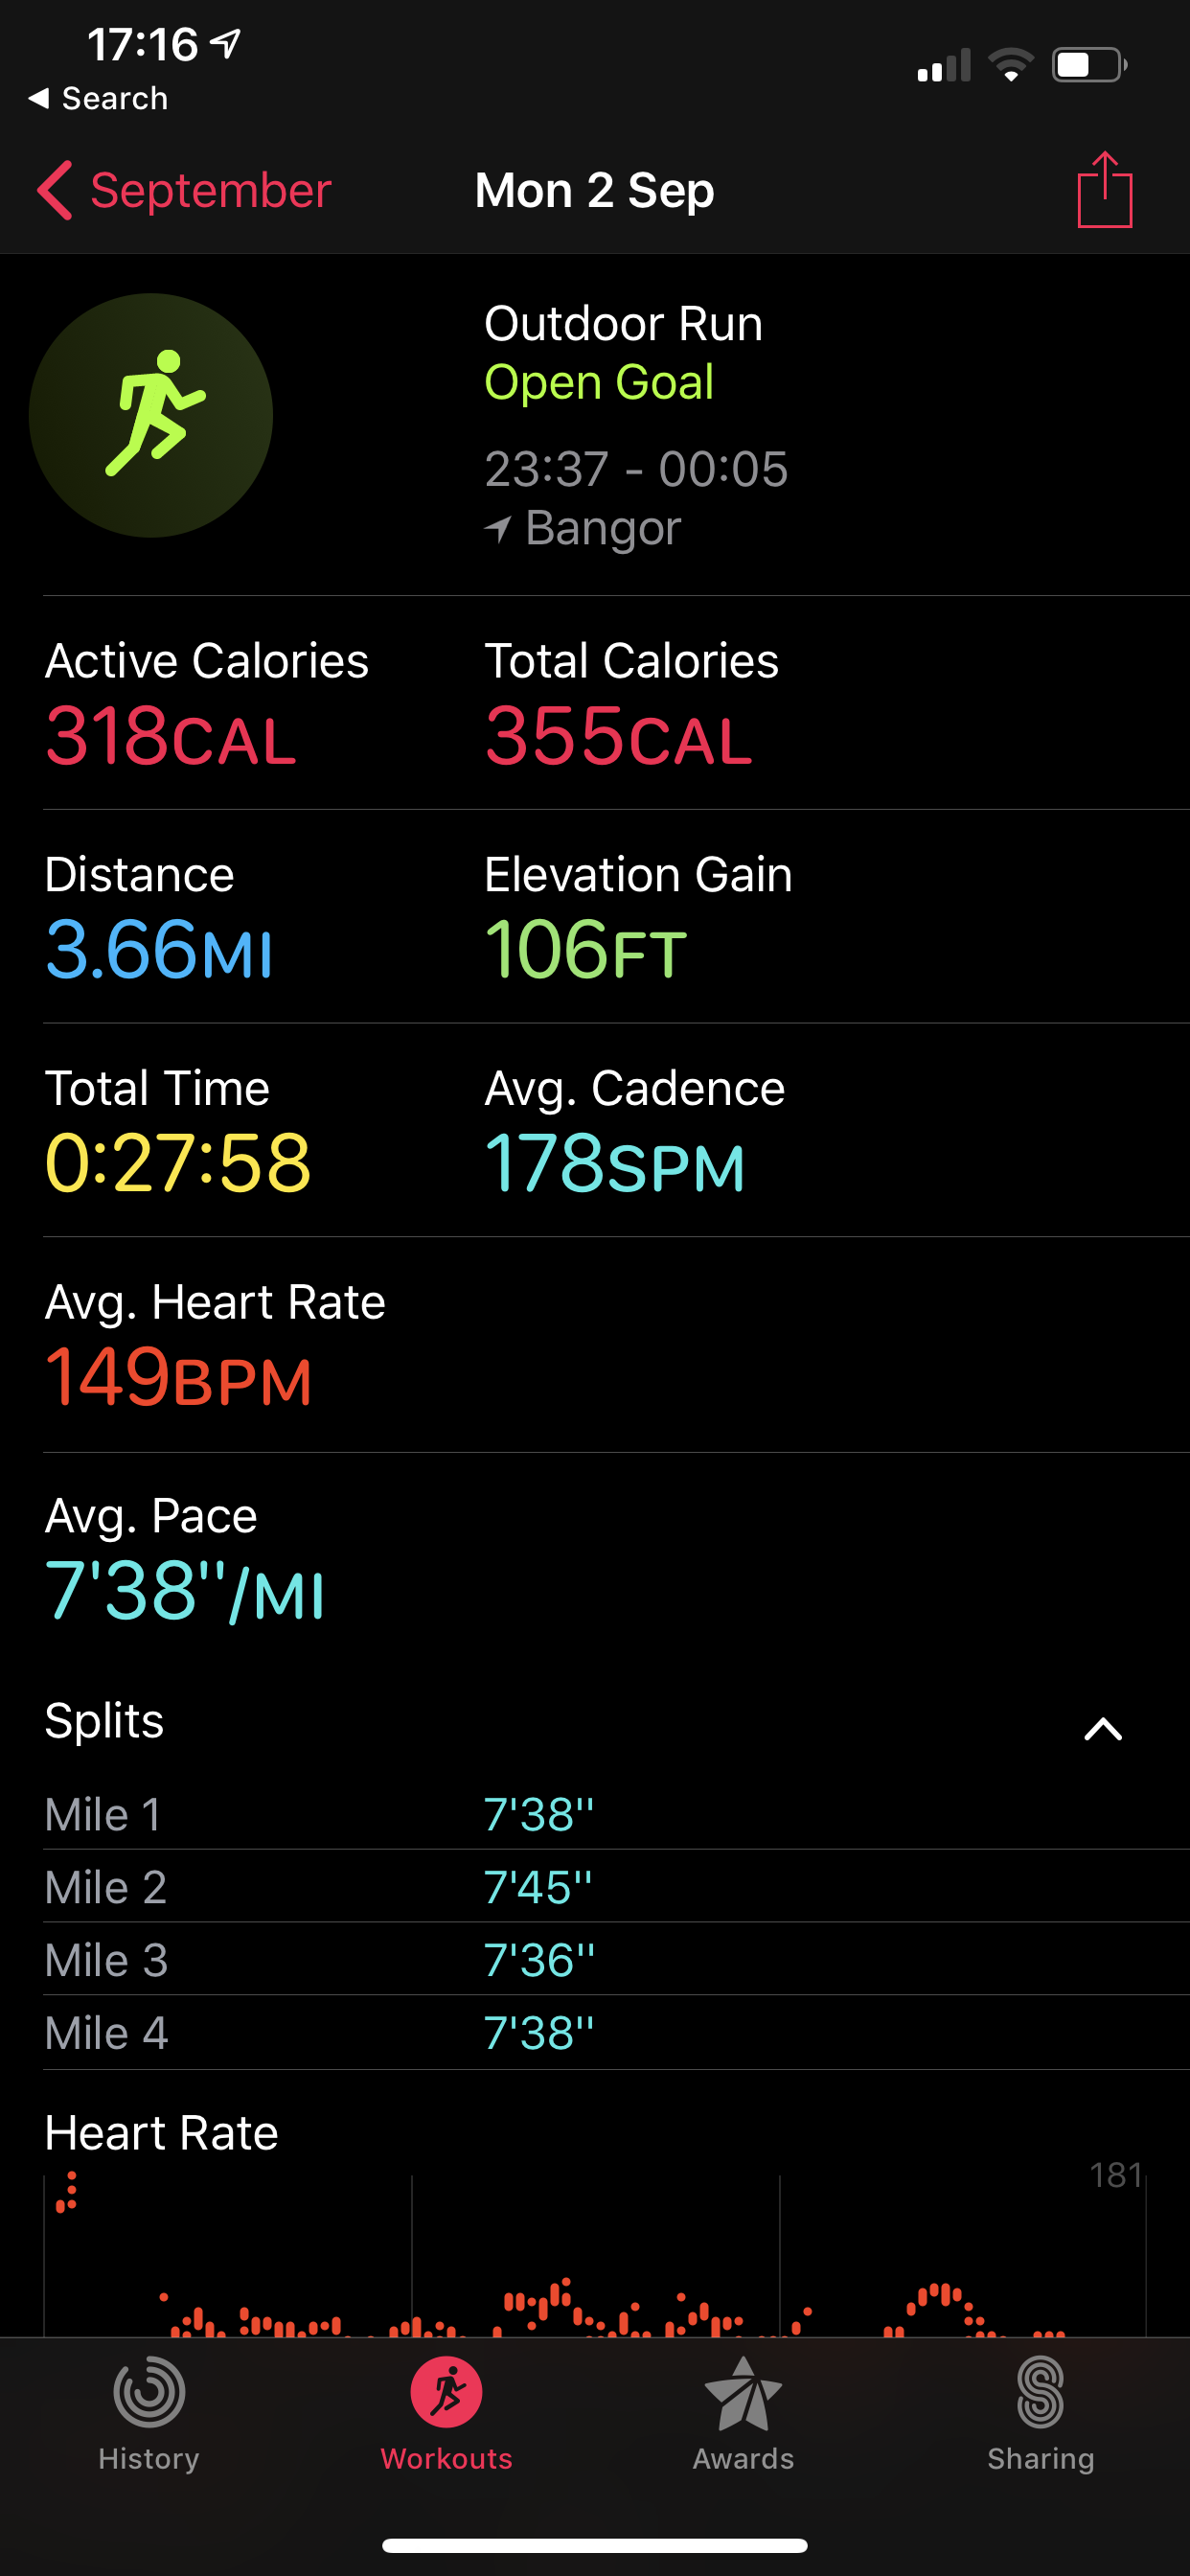 17:16
Search
September
Mon 2 Sep
Outdoor Run
Open Goal
23:37 - 00:05
Bangor
Active Calories Total Calories
318CAL 355CAL
Distance Elevation Gain
3.66MI 106FT
Total Time Avg. Cadence
0:27:58 178SPM
Avg. Heart Rate
149BPM
Avg. Pace
7'38"/MI
Splits
Mile 1 7'38"
Mile 2 7'45"
Mile 3 7'36"
Mile 4 7'38"
Heart Rate
181
History Workouts Awards Sharing